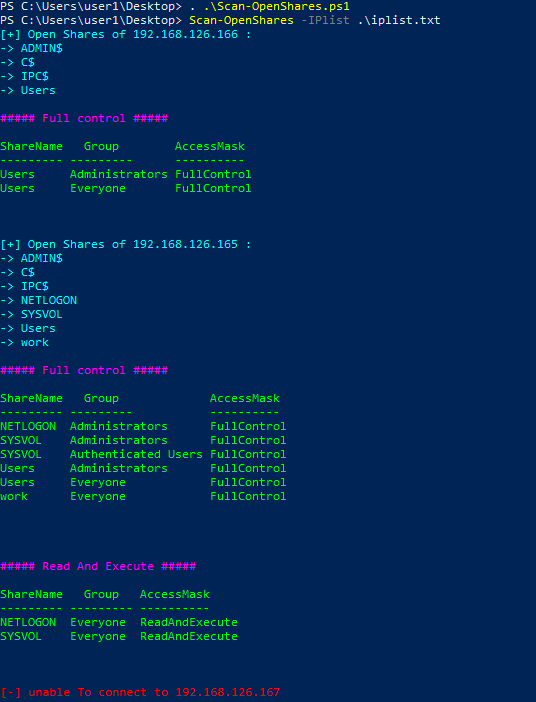 PS C:\Users\user1\Desktop> . .\Scan-OpenShares.ps1
PS C:\Users\user1\Desktop> Scan-OpenShares -IPlist .\iplist.txt
[+] Open Shares of 192.168.126.166 :
-> ADMIN$
-> C$
-> IPC$
-> Users
##### Full control #####
ShareName   Group        AccessMask
--------- ---------      ----------
Users     Administrators FullControl
Users     Everyone       FullControl
[+] Open Shares of 192.168.126.165 :
-> ADMIN$
-> C$
-> IPC$
-> NETLOGON
-> SYSVOL
-> Users
-> work
##### Full control #####
ShareName   Group             AccessMask
--------- ---------           ----------
NETLOGON  Administrators      FullControl
SYSVOL    Administrators      FullControl
SYSVOL    Authenticated Users FullControl
Users     Administrators      FullControl
Users     Everyone            FullControl
work      Everyone            FullControl
##### Read And Execute #####
ShareName   Group   AccessMask
--------- --------- ----------
NETLOGON  Everyone  ReadAndExecute
SYSVOL    Everyone  ReadAndExecute
[-] unable To connect to 192.168.126.167